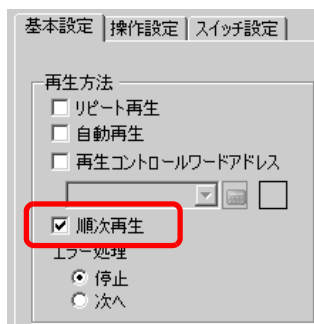 基本設定 操作設定 スイッチ設定
再生方法
リピート再生
自動再生
再生コントロールワードアドレス
順次再生
エラー処理
停止
次へ